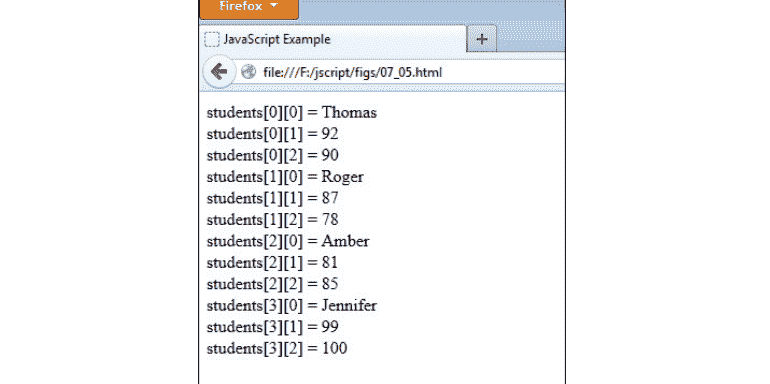 Firefox
JavaScript Example
+
file:///F:/jscript/figs/07_05.html
students[0][0] = Thomas
students[0][1] = 92
students[0][2] = 90
students[1][0] = Roger
students[1][1] = 87
students[1][2] = 78
students[2][0] = Amber
students[2][1] = 81
students[2][2] = 85
students[3][0] = Jennifer
students[3][1] = 99
students[3][2] = 100